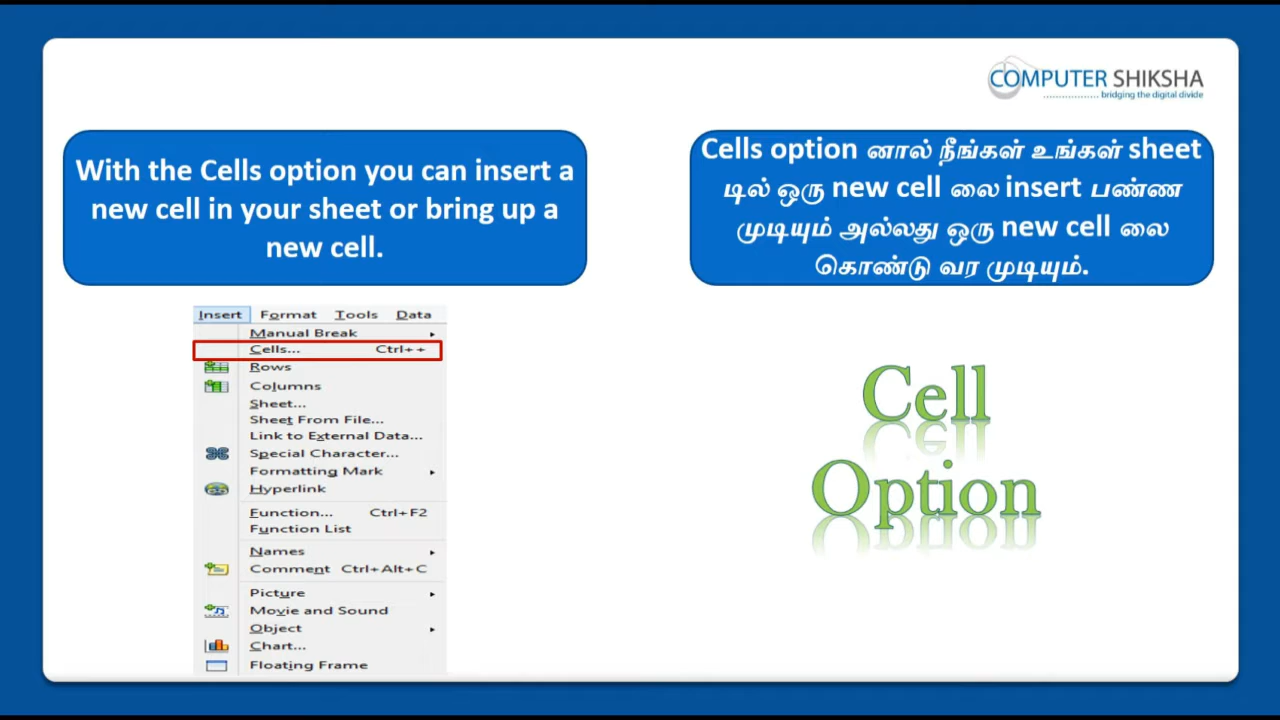 COMPUTER SHIKSHA
bridging the digital divide
With the Cells option you can insert a
new cell in your sheet or bring up a
new cell.
Cells option னால் நீங்கள் உங்கள் sheet
டில் ஒரு new cell லை insert பண்ண
முடியும் அல்லது ஒரு new cell லை
கொண்டு வர முடியும்.
Insert Format Tools Data
Manual Break
Cells... Ctrl++
Rows
Columns
Sheet...
Sheet From File...
Link to External Data...
Special Character...
Formatting Mark
Hyperlink
Function... Ctrl+F2
Function List
Names
Comment Ctrl+Alt+C
Picture
Movie and Sound
Object
Chart...
Floating Frame
Cell
Option